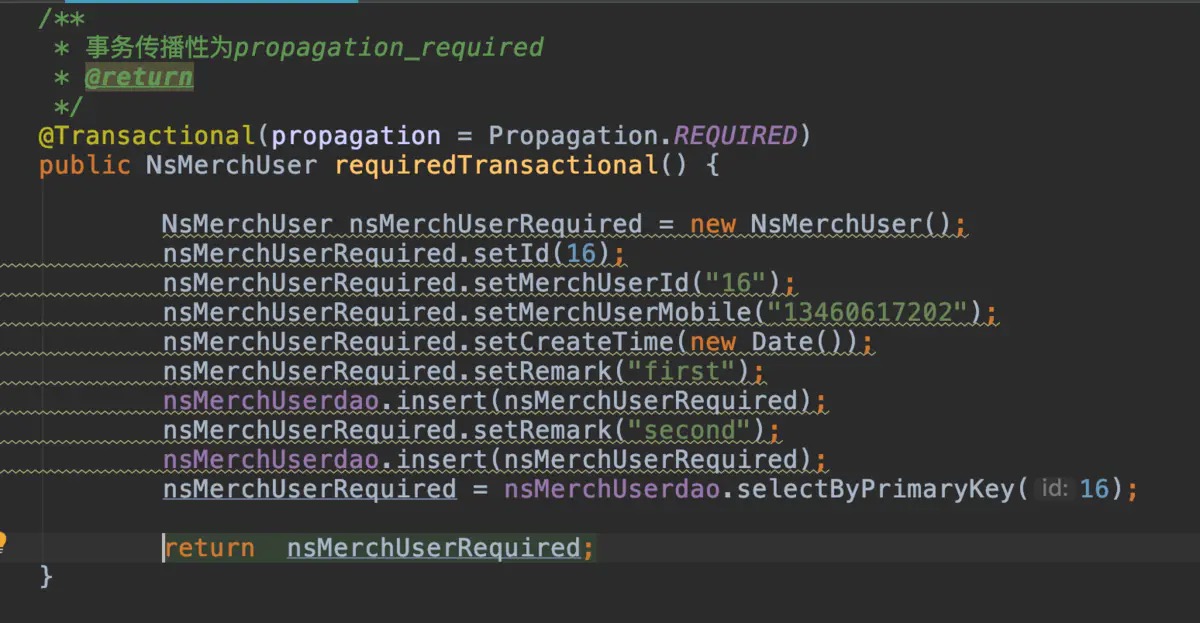 /**
 * 事务传播性为propagation_required
 * @return
 */
@Transactional(propagation = Propagation.REQUIRED)
public NsMerchUser requiredTransactional() {
NsMerchUser nsMerchUserRequired = new NsMerchUser();
nsMerchUserRequired.setId(16);
nsMerchUserRequired.setMerchUserId("16");
nsMerchUserRequired.setMerchUserMobile("13460617202");
nsMerchUserRequired.setCreateTime(new Date());
nsMerchUserRequired.setRemark("first");
nsMerchUserdao.insert(nsMerchUserRequired);
nsMerchUserRequired.setRemark("second");
nsMerchUserdao.insert(nsMerchUserRequired);
nsMerchUserRequired = nsMerchUserdao.selectByPrimaryKey( id: 16);
return  nsMerchUserRequired;
}